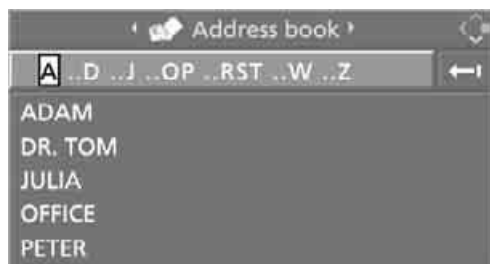 Address book
A ..D ..J ..OP ..RST ..W ..Z
ADAM
DR. TOM
JULIA
OFFICE
PETER